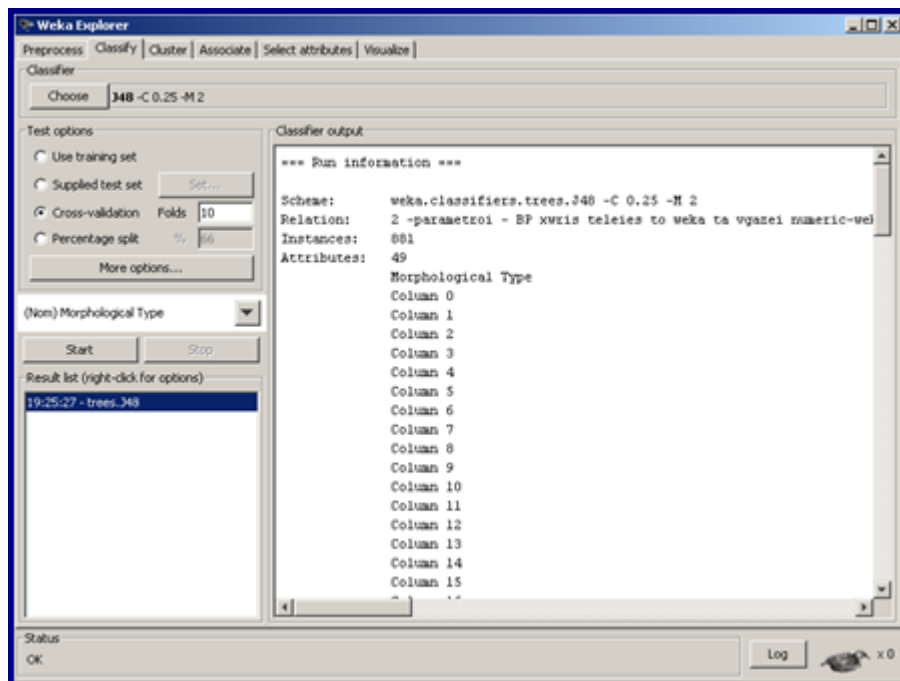 Weka Explorer
Preprocess Classify Cluster Associate Select attributes Visualize
Classifier
Choose J48 -C 0.25 -M 2
Test options
Use training set
Supplied test set Set...
Cross-validation Folds 10
Percentage split % 66
More options...
(Nom) Morphological Type
Start Stop
Result list (right-click for options)
19:25:27 - trees.J48
Classifier output
=== Run information ===
Scheme: weka.classifiers.trees.J48 -C 0.25 -M 2
Relation: 2 -parametroi - BP xwris teleies to weka ta vgazei numeric-wek
Instances: 881
Attributes: 49
Morphological Type
Column 0
Column 1
Column 2
Column 3
Column 4
Column 5
Column 6
Column 7
Column 8
Column 9
Column 10
Column 11
Column 12
Column 13
Column 14
Column 15
Status
OK
Log x 0